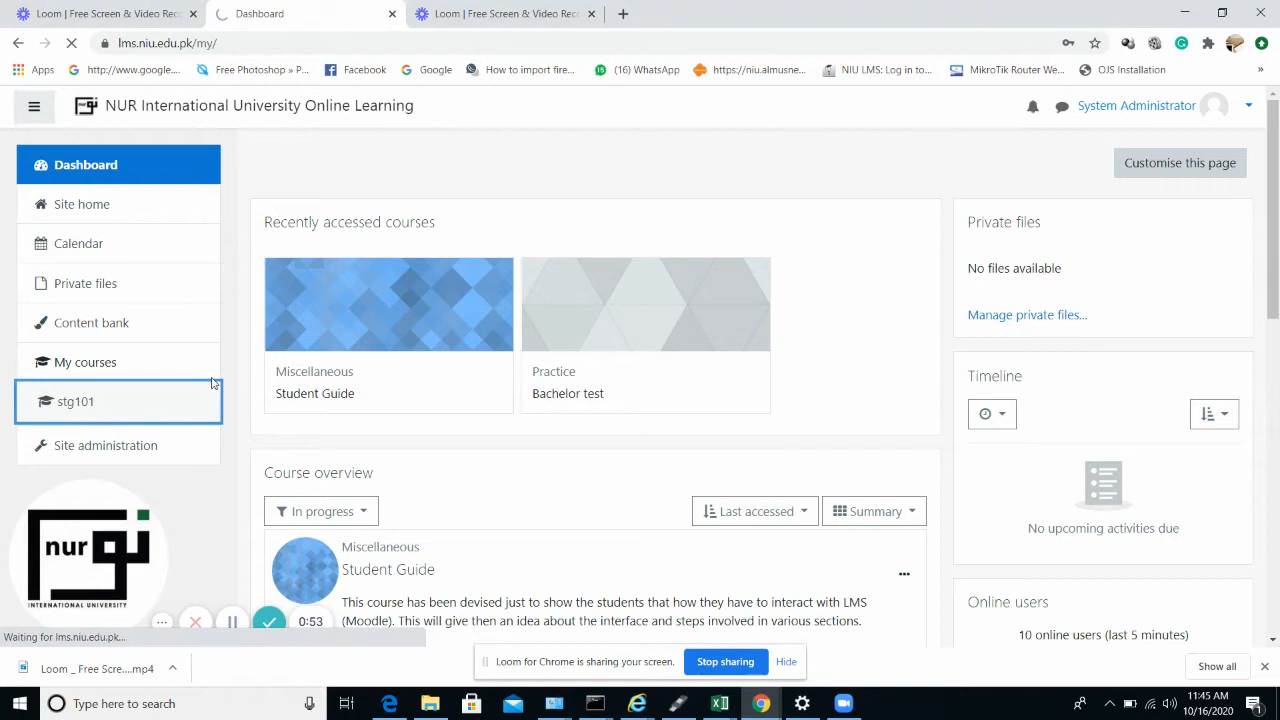 Loom | Free Screen & Video Rec
Dashboard
Loom | Free Screen & Video Rec
lms.niu.edu.pk/my/
Apps
http://www.google....
Free Photoshop » P...
Facebook
Google
How to import fire...
(16) WhatsApp
https://niu.almusne...
NIU LMS: Log in to...
MikroTik Router We...
OJS Installation
»
nur
NUR International University Online Learning
System Administrator
Dashboard
Customise this page
Site home
Calendar
Private files
Content bank
My courses
stg101
Site administration
Recently accessed courses
Miscellaneous
Student Guide
Practice
Bachelor test
Private files
No files available
Manage private files...
Timeline
No upcoming activities due
Course overview
In progress
Last accessed
Summary
Miscellaneous
Student Guide
...
This course has been devised just to show the students that how they have to interact with LMS
(Moodle). This will give then an idea about the interface and steps involved in various sections.
Online users
10 online users (last 5 minutes)
nur نور
INTERNATIONAL UNIVERSITY
0:53
Waiting for lms.niu.edu.pk...
Loom for Chrome is sharing your screen.
Stop sharing
Hide
Loom _ Free Scre....mp4
Show all
Type here to search
11:45 AM
10/16/2020
1